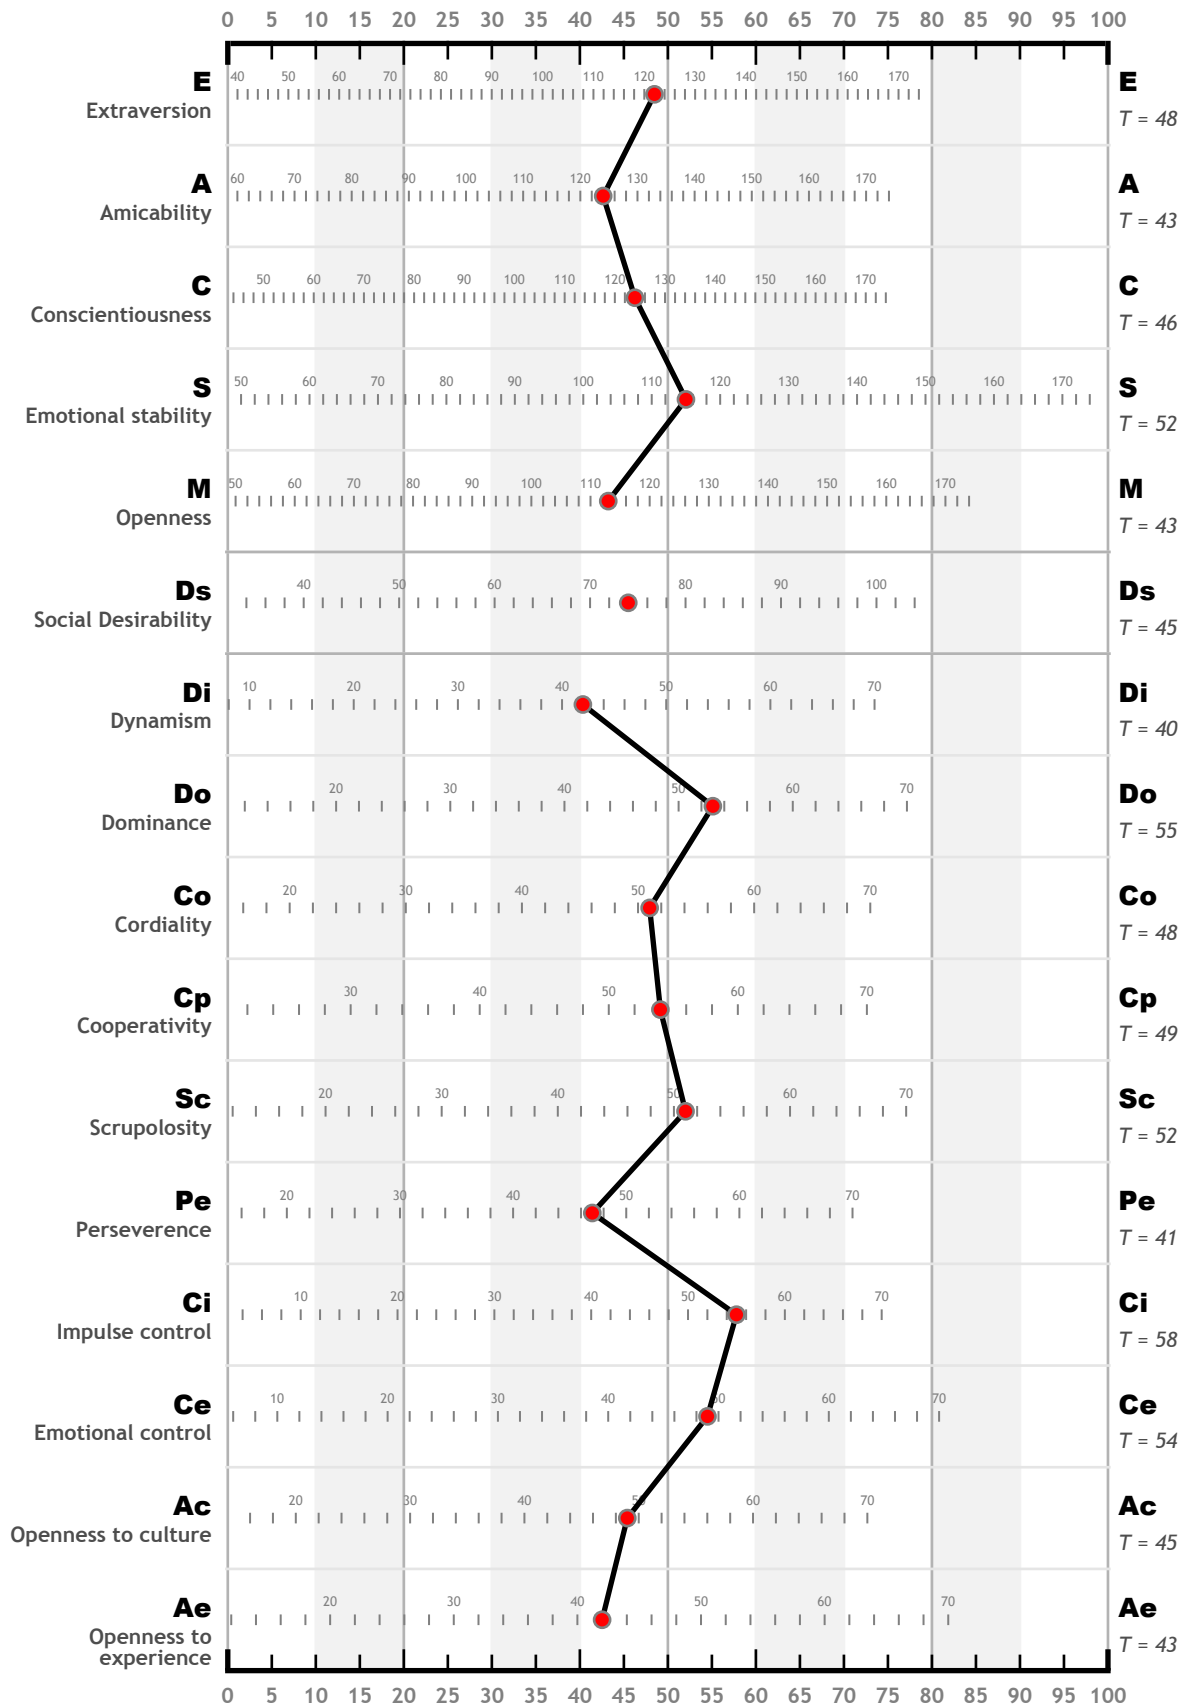 0 5 10 15 20 25 30 35 40 45 50 55 60 65 70 75 80 85 90 95 100
40 50 60 70 80 90 100 110 120 130 140 150 160 170
E E
Extraversion T = 48
60 70 80 90 100 110 120 130 140 150 160 170
A A
Amicability T = 43
50 60 70 80 90 100 110 120 130 140 150 160 170
C C
Conscientiousness T = 46
50 60 70 80 90 100 110 120 130 140 150 160 170
S S
Emotional stability T = 52
50 60 70 80 90 100 110 120 130 140 150 160 170
M M
Openness T = 43
40 50 60 70 80 90 100
Ds Ds
Social Desirability T = 45
10 20 30 40 50 60 70
Di Di
Dynamism T = 40
20 30 40 50 60 70
Do Do
Dominance T = 55
20 30 40 50 60 70
Co Co
Cordiality T = 48
30 40 50 60 70
Cp Cp
Cooperativity T = 49
20 30 40 50 60 70
Sc Sc
Scrupolosity T = 52
20 30 40 50 60 70
Pe Pe
Perseverence T = 41
10 20 30 40 50 60 70
Ci Ci
Impulse control T = 58
10 20 30 40 50 60 70
Ce Ce
Emotional control T = 54
20 30 40 50 60 70
Ac Ac
Openness to culture T = 45
20 30 40 50 60 70
Ae Ae
Openness to T = 43
experience
0 5 10 15 20 25 30 35 40 45 50 55 60 65 70 75 80 85 90 95 100